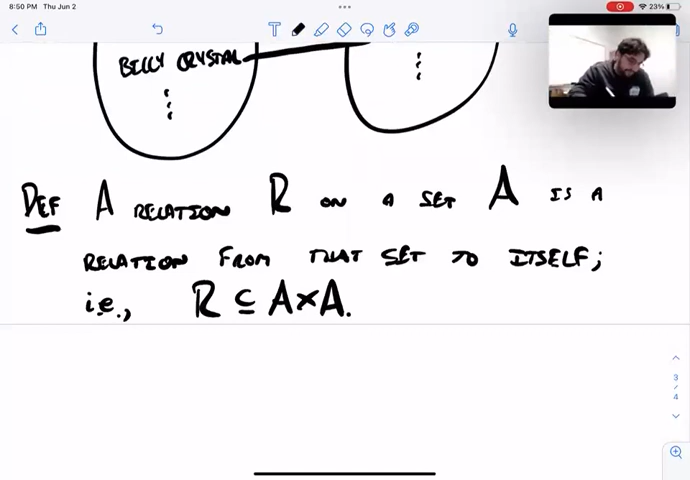 8:50 PM Thu Jun 2
23%
BILLY CRYSTAL
DEF A RELATION R ON A SET A IS A
RELATION FROM THAT SET TO ITSELF;
i.e., R ⊆ A×A.
3
/
4